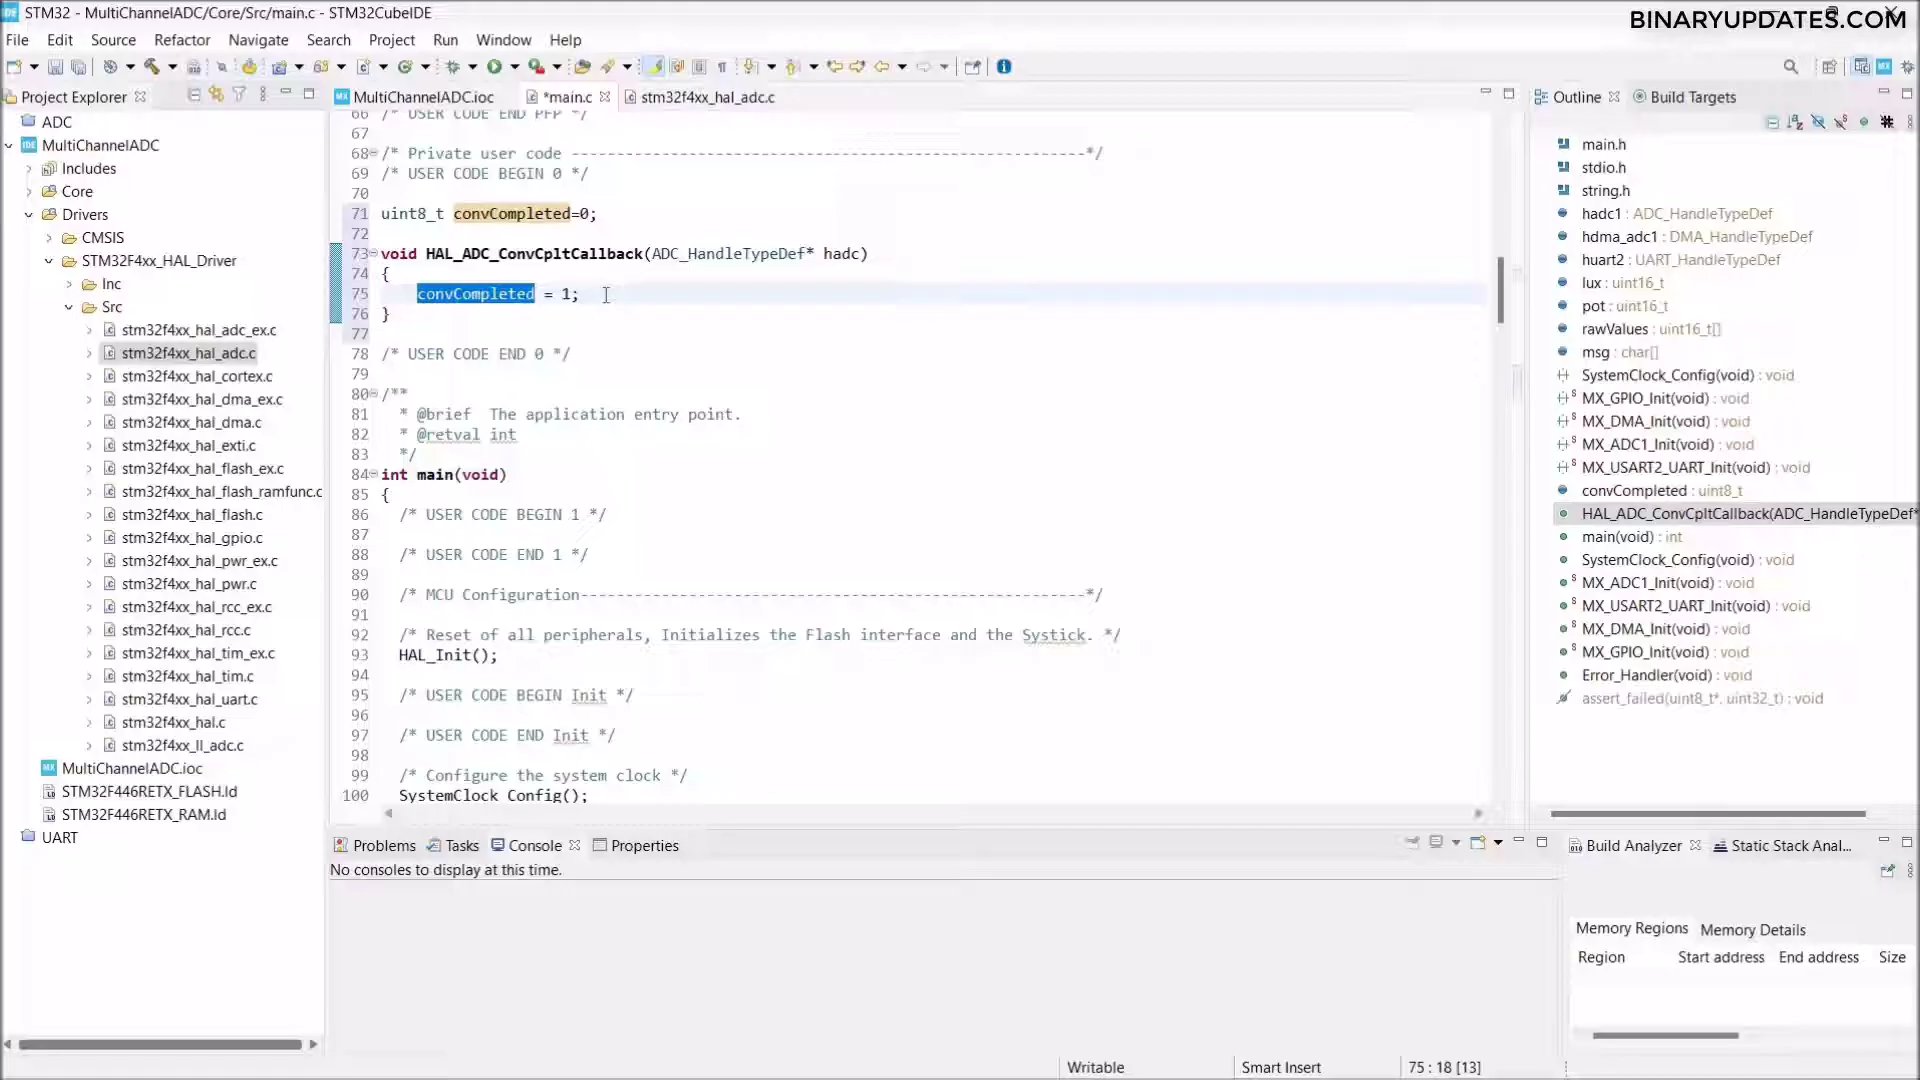 STM32 - MultiChannelADC/Core/Src/main.c - STM32CubeIDE
BINARYUPDATES.COM
File Edit Source Refactor Navigate Search Project Run Window Help
Project Explorer
ADC
MultiChannelADC
Includes
Core
Drivers
CMSIS
STM32F4xx_HAL_Driver
Inc
Src
stm32f4xx_hal_adc_ex.c
stm32f4xx_hal_adc.c
stm32f4xx_hal_cortex.c
stm32f4xx_hal_dma_ex.c
stm32f4xx_hal_dma.c
stm32f4xx_hal_exti.c
stm32f4xx_hal_flash_ex.c
stm32f4xx_hal_flash_ramfunc.c
stm32f4xx_hal_flash.c
stm32f4xx_hal_gpio.c
stm32f4xx_hal_pwr_ex.c
stm32f4xx_hal_pwr.c
stm32f4xx_hal_rcc_ex.c
stm32f4xx_hal_rcc.c
stm32f4xx_hal_tim_ex.c
stm32f4xx_hal_tim.c
stm32f4xx_hal_uart.c
stm32f4xx_hal.c
stm32f4xx_ll_adc.c
MultiChannelADC.ioc
STM32F446RETX_FLASH.ld
STM32F446RETX_RAM.ld
UART
MultiChannelADC.ioc *main.c stm32f4xx_hal_adc.c
66 /* USER CODE END PFP */
67
68 /* Private user code ---------------------------------------------------------*/
69 /* USER CODE BEGIN 0 */
70
71 uint8_t convCompleted=0;
72
73 void HAL_ADC_ConvCpltCallback(ADC_HandleTypeDef* hadc)
74 {
75 convCompleted = 1;
76 }
77
78 /* USER CODE END 0 */
79
80 /**
81 * @brief The application entry point.
82 * @retval int
83 */
84 int main(void)
85 {
86 /* USER CODE BEGIN 1 */
87
88 /* USER CODE END 1 */
89
90 /* MCU Configuration--------------------------------------------------------*/
91
92 /* Reset of all peripherals, Initializes the Flash interface and the Systick. */
93 HAL_Init();
94
95 /* USER CODE BEGIN Init */
96
97 /* USER CODE END Init */
98
99 /* Configure the system clock */
100 SystemClock_Config();
Outline Build Targets
main.h
stdio.h
string.h
hadc1 : ADC_HandleTypeDef
hdma_adc1 : DMA_HandleTypeDef
huart2 : UART_HandleTypeDef
lux : uint16_t
pot : uint16_t
rawValues : uint16_t[]
msg : char[]
SystemClock_Config(void) : void
MX_GPIO_Init(void) : void
MX_DMA_Init(void) : void
MX_ADC1_Init(void) : void
MX_USART2_UART_Init(void) : void
convCompleted : uint8_t
HAL_ADC_ConvCpltCallback(ADC_HandleTypeDef*
main(void) : int
SystemClock_Config(void) : void
MX_ADC1_Init(void) : void
MX_USART2_UART_Init(void) : void
MX_DMA_Init(void) : void
MX_GPIO_Init(void) : void
Error_Handler(void) : void
assert_failed(uint8_t*, uint32_t) : void
Problems Tasks Console Properties
No consoles to display at this time.
Build Analyzer Static Stack Anal...
Memory Regions Memory Details
Region Start address End address Size
Writable Smart Insert 75 : 18 [13]